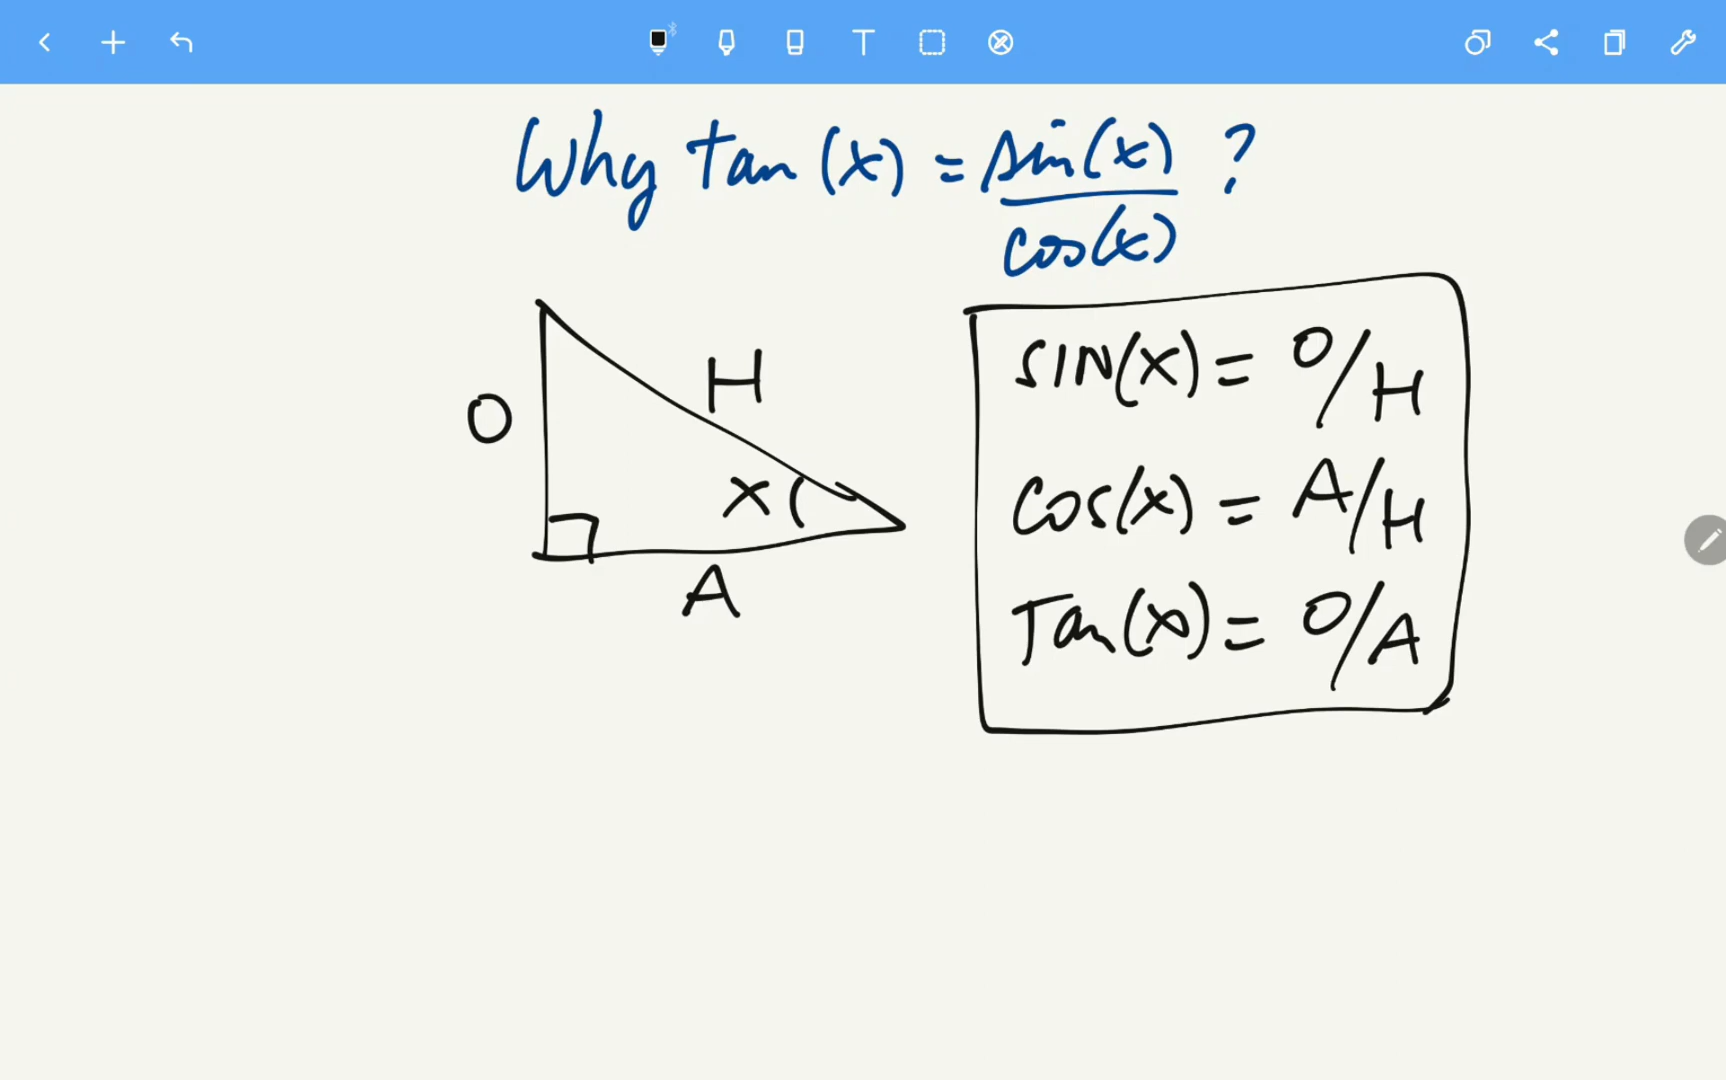 Why tan (x) = sin(x) ?
cos(x)
O
H
x
A
SIN(X) = O/H
Cos(x) = A/H
Tan(x) = O/A
T